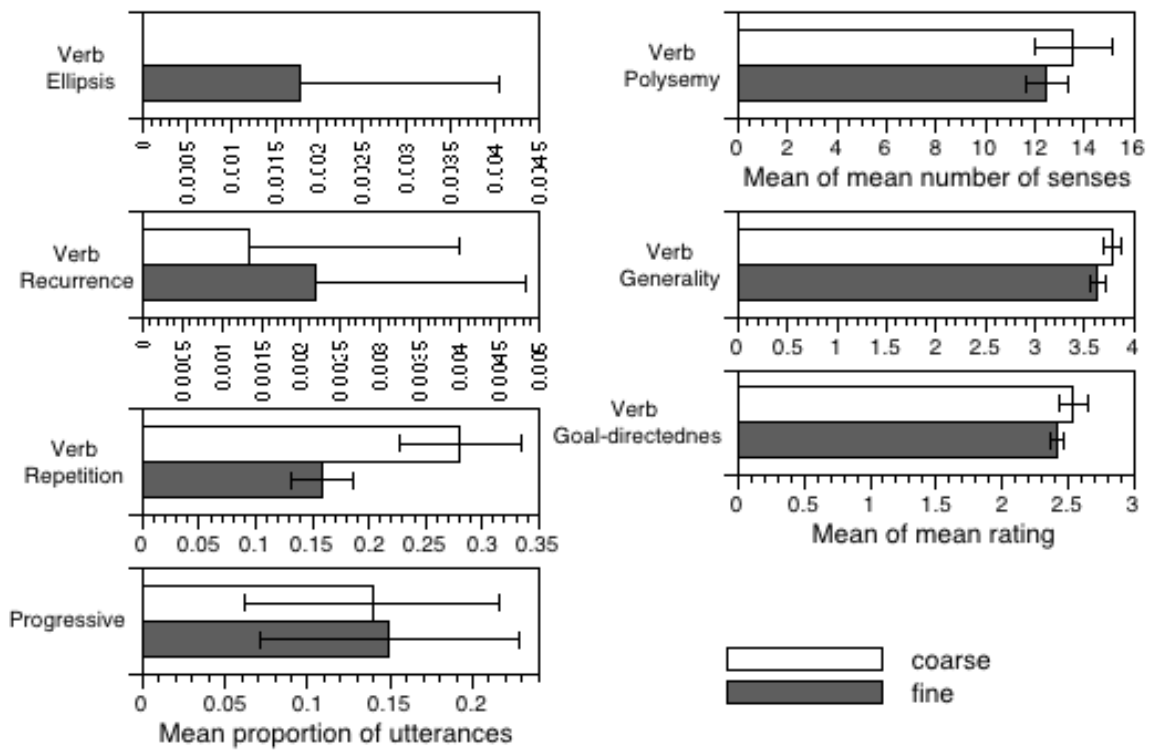 Verb
Ellipsis
0 0.0005 0.001 0.0015 0.002 0.0025 0.003 0.0035 0.004 0.0045
Verb
Recurrence
0 0.0005 0.001 0.0015 0.002 0.0025 0.003 0.0035 0.004 0.0045 0.005
Verb
Repetition
0 0.05 0.1 0.15 0.2 0.25 0.3 0.35
Progressive
0 0.05 0.1 0.15 0.2
Mean proportion of utterances
Verb
Polysemy
0 2 4 6 8 10 12 14 16
Mean of mean number of senses
Verb
Generality
0 0.5 1 1.5 2 2.5 3 3.5 4
Verb
Goal-directednes
0 0.5 1 1.5 2 2.5 3
Mean of mean rating
coarse
fine